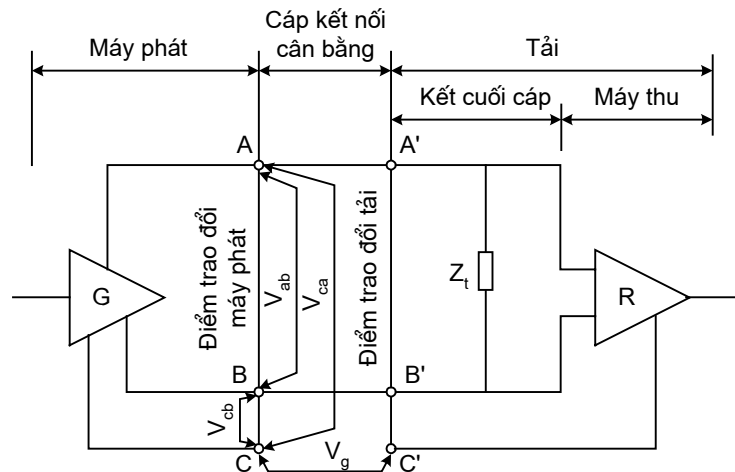 Máy phát
Cáp kết nối
cân bằng
Tải
Kết cuối cáp
Máy thu
A
A'
Điểm trao đổi
máy phát
V_ab
V_ca
Điểm trao đổi tải
Z_t
G
R
B
B'
V_cb
C
V_g
C'